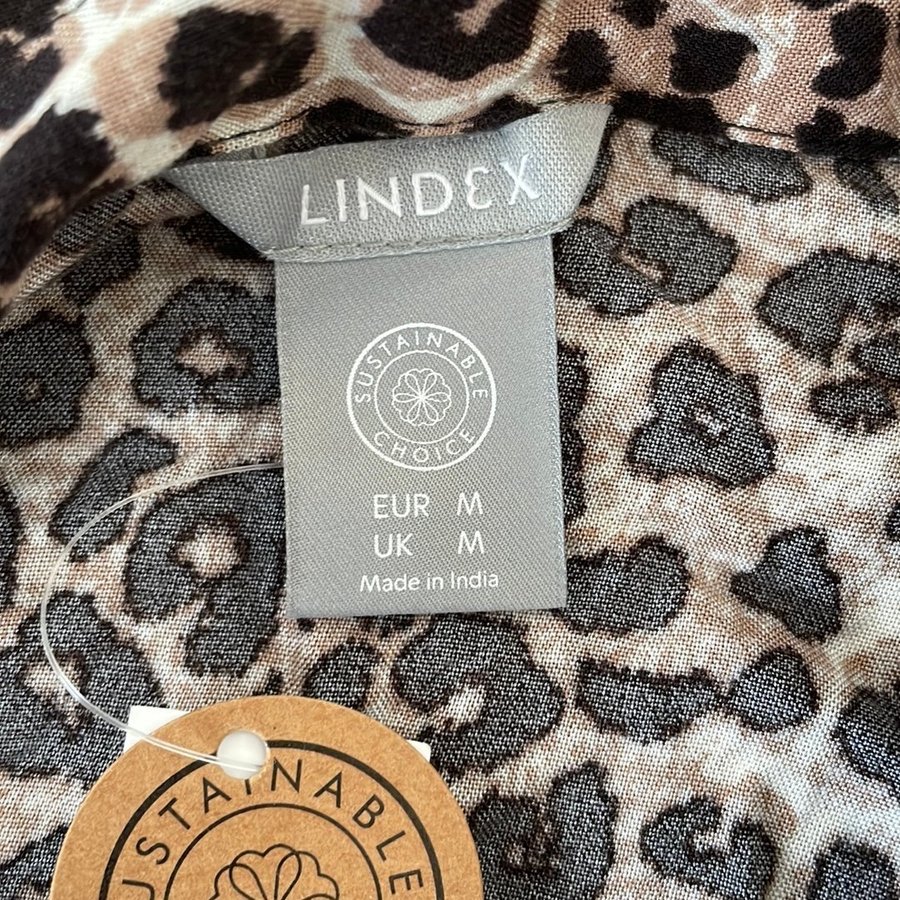 LINDEX
SUSTAINABLE
CHOICE
EUR M
UK M
Made in India
SUSTAINABLE